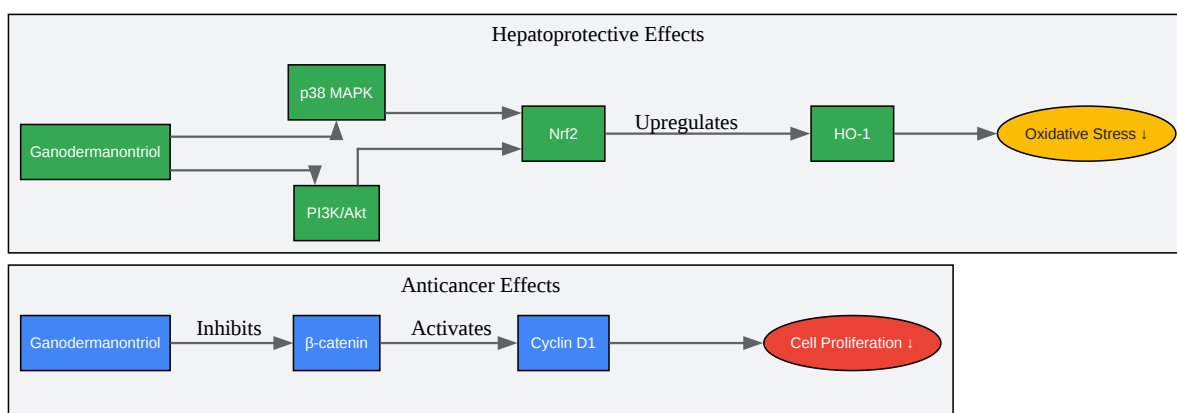 Hepatoprotective Effects
p38 MAPK
Ganodermanontriol
Nrf2
Upregulates
HO-1
Oxidative Stress ↓
PI3K/Akt
Anticancer Effects
Ganodermanontriol
Inhibits
β-catenin
Activates
Cyclin D1
Cell Proliferation ↓